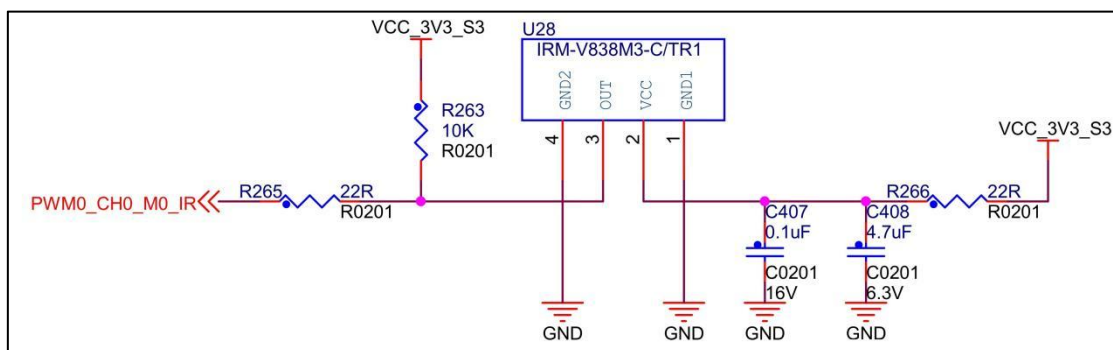 VCC_3V3_S3
U28
IRM-V838M3-C/TR1
GND2
OUT
VCC
GND1
4
3
2
1
R263
10K
R0201
VCC_3V3_S3
PWM0_CH0_M0_IR
R265
22R
R0201
R266
22R
R0201
C407
0.1uF
C0201
16V
C408
4.7uF
C0201
6.3V
GND
GND
GND
GND